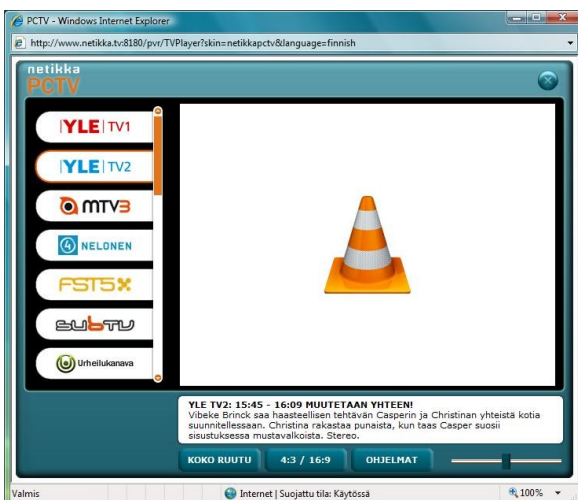 PCTV - Windows Internet Explorer
http://www.netikka.tv:8180/pvr/TVPlayer?skin=netikkapctv&language=finnish
netikka
PCTV
YLE TV1
YLE TV2
MTV3
4 NELONEN
FST5X
SUBTV
Urheilukanava
YLE TV2: 15:45 - 16:09 MUUTETAAN YHTEEN!
Vibeke Brinck saa haasteellisen tehtävän Casperin ja Christinan yhteistä kotia
suunnitellessaan. Christina rakastaa punaista, kun taas Casper suosii
sisustuksessa mustavalkoista. Stereo.
KOKO RUUTU 4:3 / 16:9 OHJELMAT
Valmis Internet | Suojattu tila: Käytössä 100%